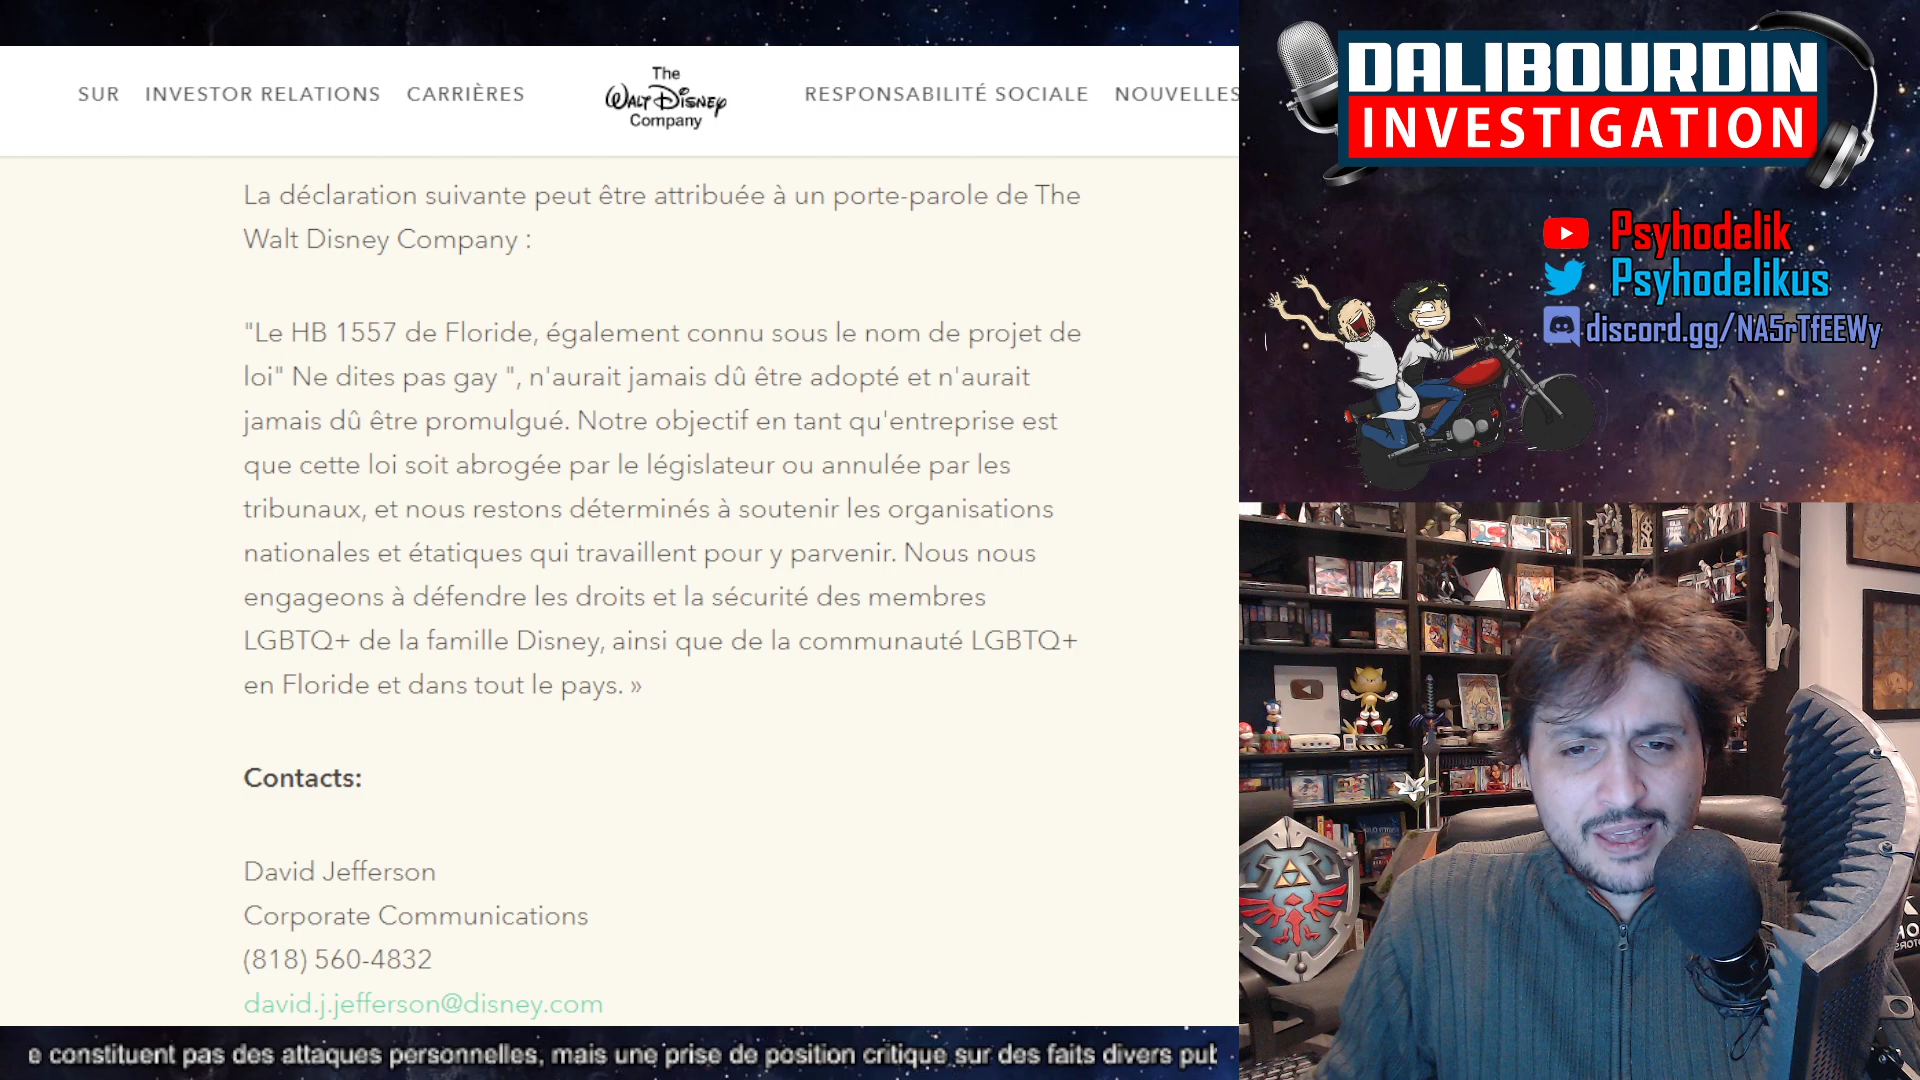 SUR INVESTOR RELATIONS CARRIÈRES
The
WALT DISNEY
Company
RESPONSABILITÉ SOCIALE NOUVELLES
La déclaration suivante peut être attribuée à un porte-parole de The
Walt Disney Company :
"Le HB 1557 de Floride, également connu sous le nom de projet de
loi" Ne dites pas gay ", n'aurait jamais dû être adopté et n'aurait
jamais dû être promulgué. Notre objectif en tant qu'entreprise est
que cette loi soit abrogée par le législateur ou annulée par les
tribunaux, et nous restons déterminés à soutenir les organisations
nationales et étatiques qui travaillent pour y parvenir. Nous nous
engageons à défendre les droits et la sécurité des membres
LGBTQ+ de la famille Disney, ainsi que de la communauté LGBTQ+
en Floride et dans tout le pays. »
Contacts:
David Jefferson
Corporate Communications
(818) 560-4832
david.j.jefferson@disney.com
e constituent pas des attaques personnelles, mais une prise de position critique sur des faits divers pub
DALIBOURDIN
INVESTIGATION
Psyhodelik
Psyhodelikus
discord.gg/NA5rTfEEWy